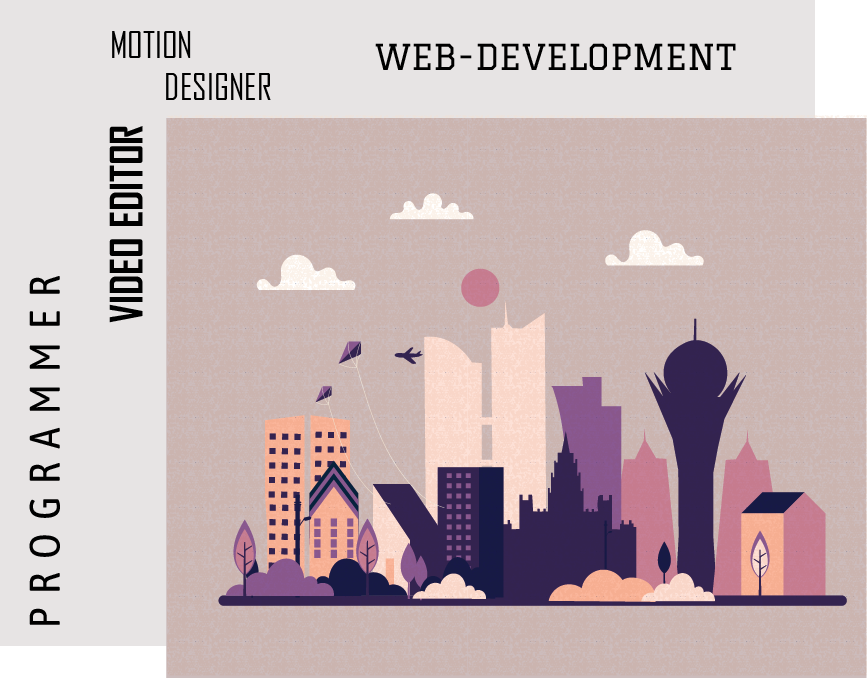 MOTION
DESIGNER
WEB-DEVELOPMENT
VIDEO EDITOR
PROGRAMMER